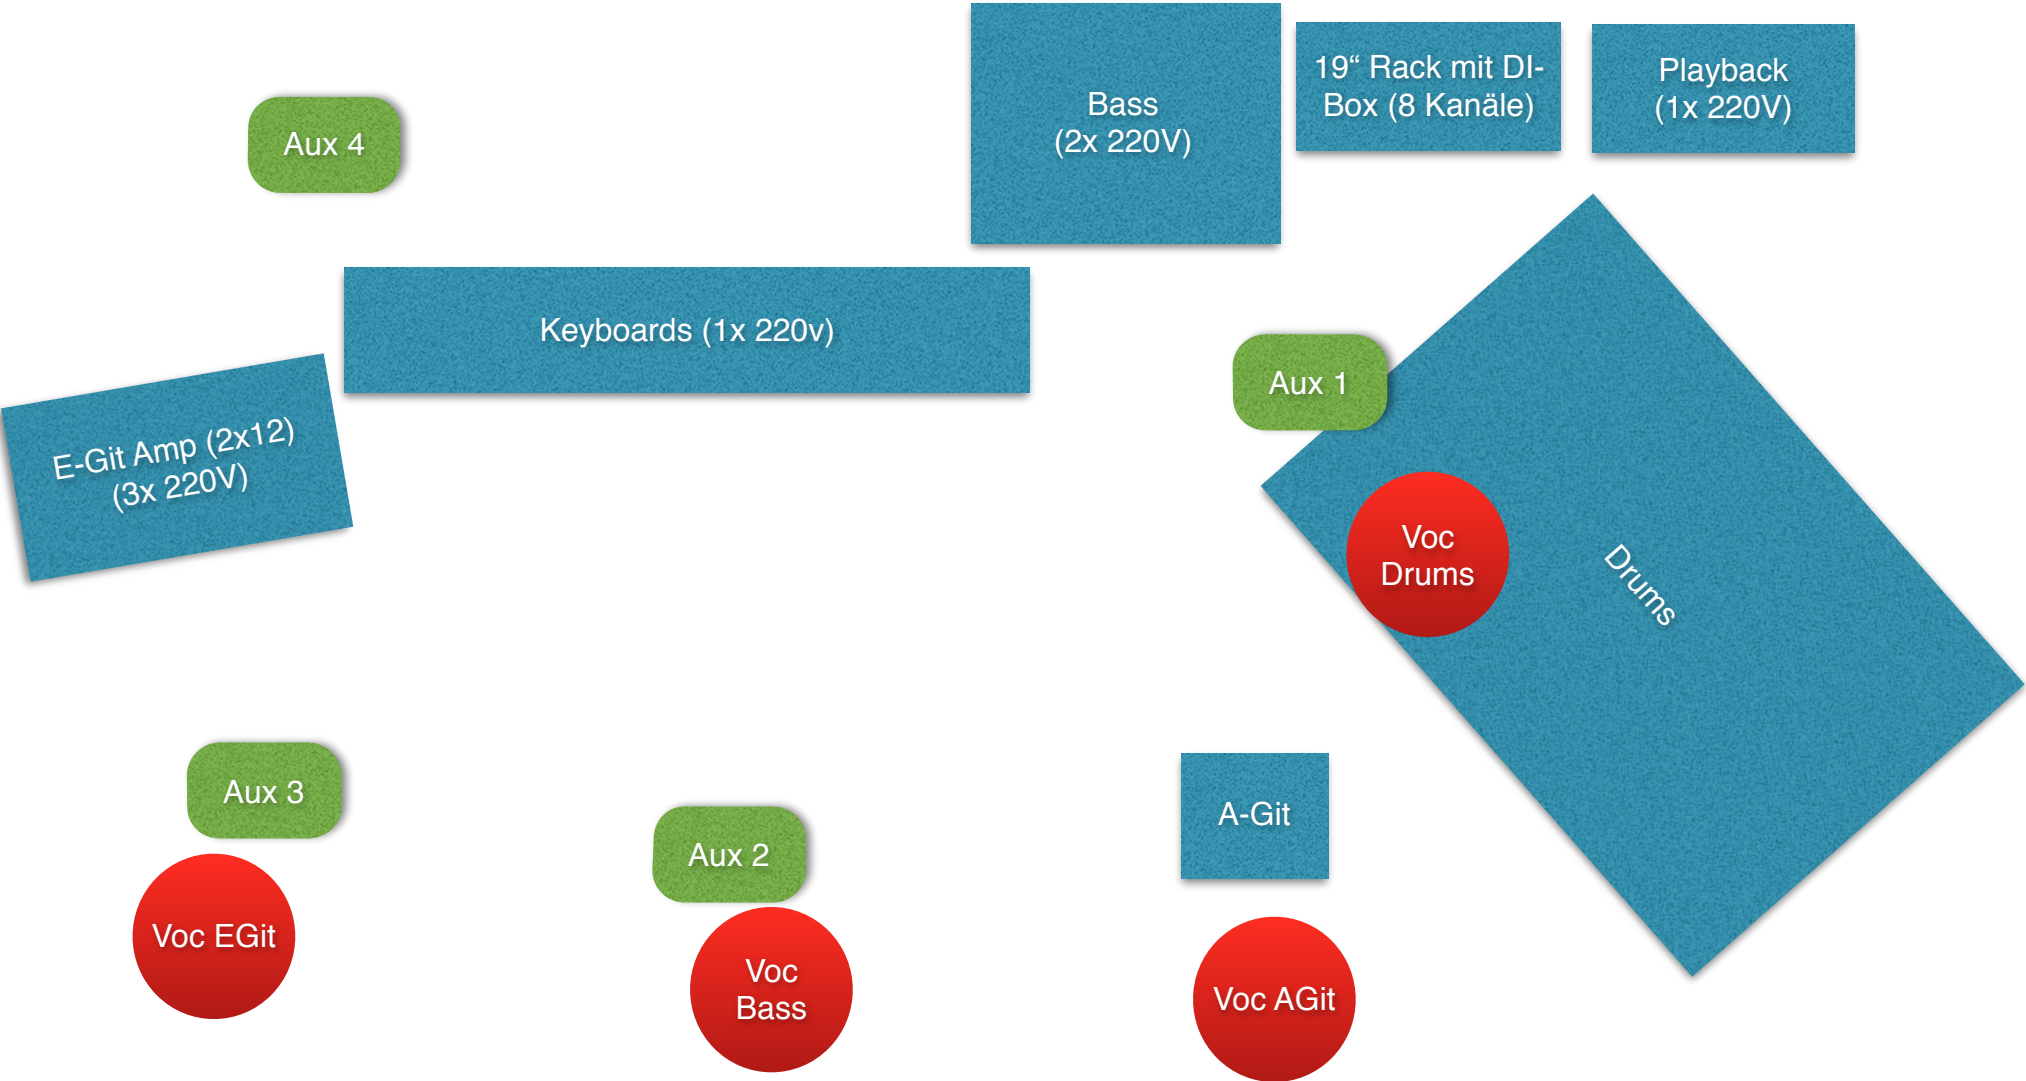 19“ Rack mit DI-
Box (8 Kanäle)
Playback
(1x 220V)
Bass
(2x 220V)
Aux 4
Keyboards (1x 220v)
Aux 1
E-Git Amp (2x12)
(3x 220V)
Voc
Drums
Drums
Aux 3
A-Git
Aux 2
Voc EGit
Voc
Bass
Voc AGit